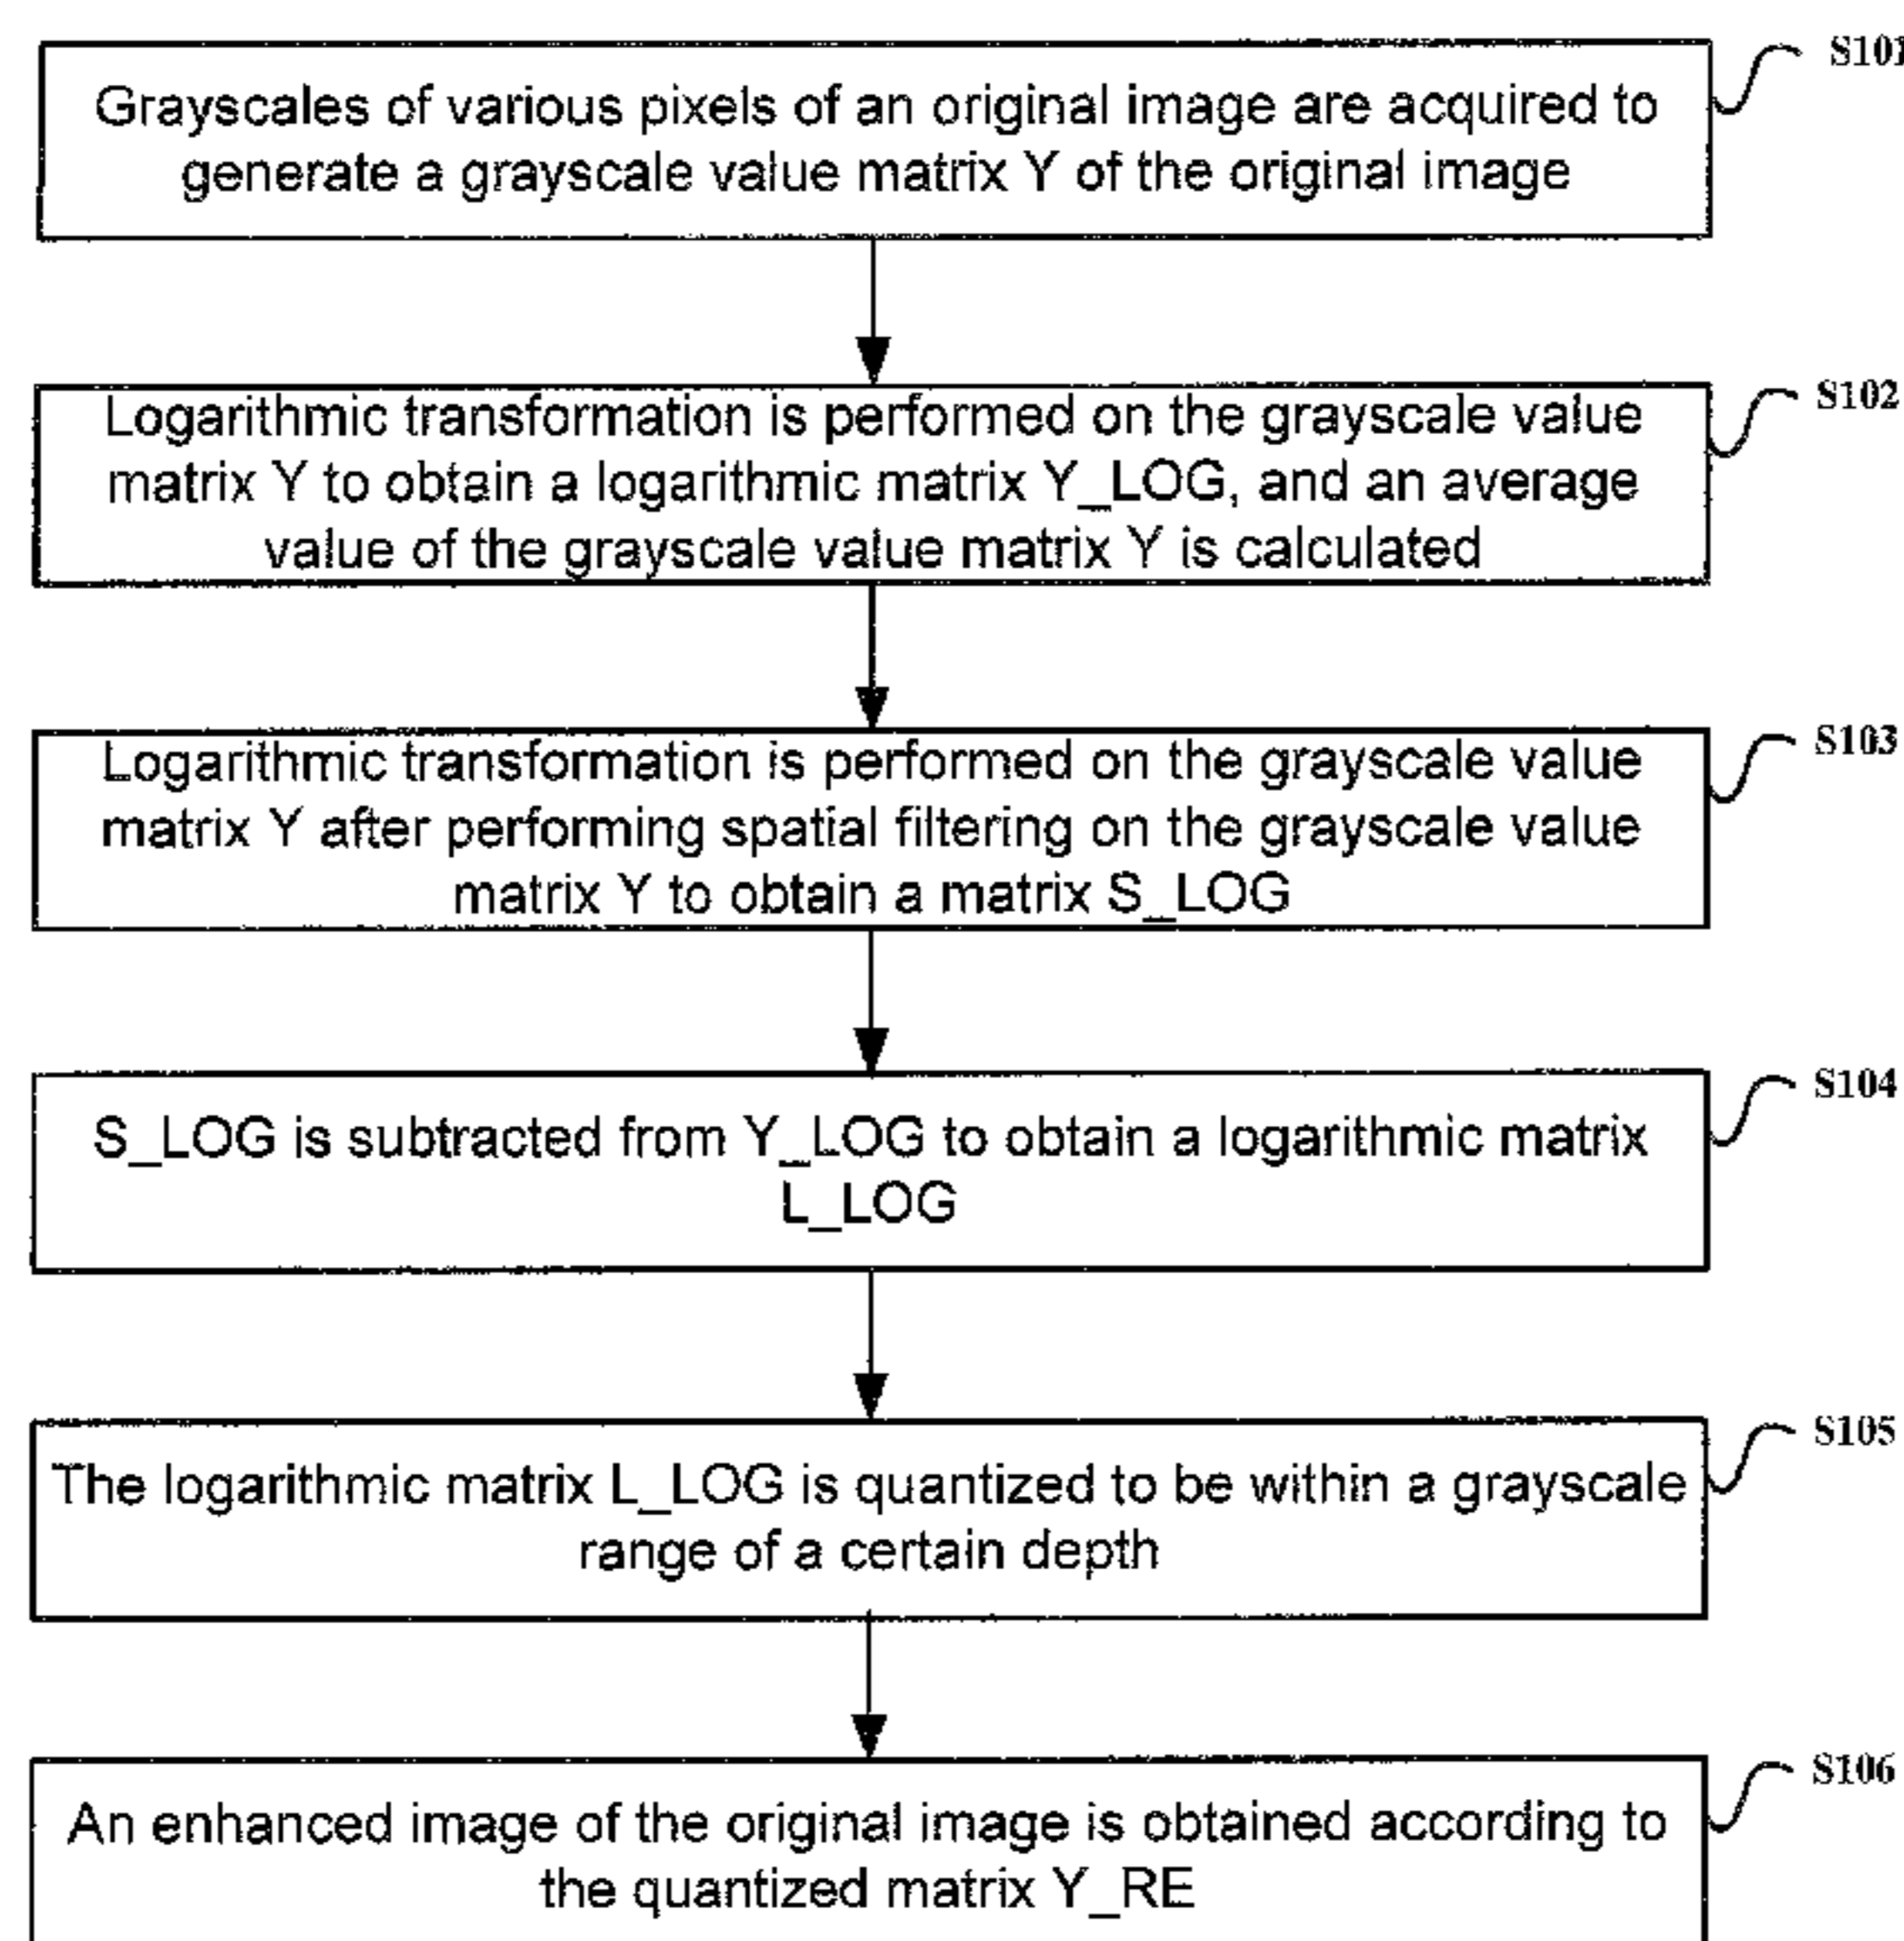 S101
Grayscales of various pixels of an original image are acquired to
generate a grayscale value matrix Y of the original image
S102
Logarithmic transformation is performed on the grayscale value
matrix Y to obtain a logarithmic matrix Y_LOG, and an average
value of the grayscale value matrix Y is calculated
S103
Logarithmic transformation is performed on the grayscale value
matrix Y after performing spatial filtering on the grayscale value
matrix Y to obtain a matrix S_LOG
S104
S_LOG is subtracted from Y_LOG to obtain a logarithmic matrix
L_LOG
S105
The logarithmic matrix L_LOG is quantized to be within a grayscale
range of a certain depth
S106
An enhanced image of the original image is obtained according to
the quantized matrix Y_RE